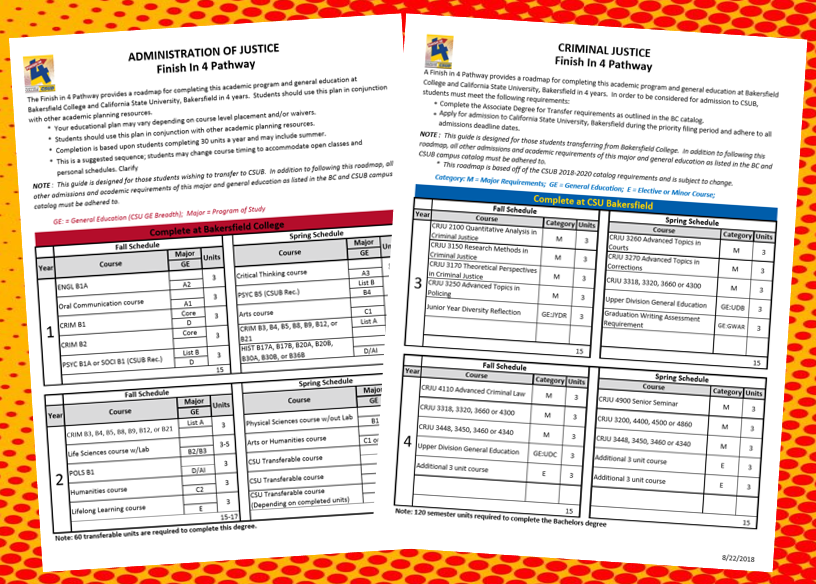 ADMINISTRATION OF JUSTICE
Finish In 4 Pathway
The Finish in 4 Pathway provides a roadmap for completing this academic program and general education at
Bakersfield College and California State University, Bakersfield in 4 years. Students should use this plan in conjunction
with other academic planning resources.
* Your educational plan may vary depending on course level placement and/or waivers.
* Students should use this plan in conjunction with other academic resources.
* Completion is based upon students completing 30 units a year and may include summer.
* This is a suggested sequence; students may change course timing to accommodate open classes and
personal schedules. Clarify
NOTE : This guide is designed for those students wishing to transfer to CSUB. In addition to following this roadmap, all
other admissions and academic requirements of this major and general education as listed in the BC and CSUB campus
catalog must be adhered to.
GE: = General Education (CSU GE Breadth); Major = Program of Study
Complete at Bakersfield College
Fall Schedule Spring Schedule
Year Course Major GE Units Course Major GE
1
ENGL B1A A2 3
Oral Communication course A1 3
CRIM B1 Core D 3
CRIM B2 Core 3
PSYC B1A or SOCI B1 (CSUB Rec.) List B D 3
15
Critical Thinking course A3
PSYC B5 (CSUB Rec.) List B B4
Arts course C1
CRIM B3, B4, B5, B8, B9, B12, or B21 List A
HIST B17A, B17B, B20A, B20B,
B30A, B30B, or B36B D/AI
Fall Schedule Spring Schedule
Year Course Major GE Units Course Major GE
2
CRIM B3, B4, B5, B8, B9, B12, or B21 List A 3
Life Sciences course w/Lab B2/B3 3-5
POLS B1 D/AI 3
Humanities course C2 3
Lifelong Learning course E 3
15-17
Physical Sciences course w/out Lab B1
Arts or Humanities course C1 o
CSU Transferable course
CSU Transferable course
CSU Transferable course
(Depending on completed units)
Note: 60 transferable units are required to complete this degree.
CRIMINAL JUSTICE
Finish In 4 Pathway
A Finish in 4 Pathway provides a roadmap for completing this academic program and general education at Bakersfield
College and California State University, Bakersfield in 4 years. In order to be considered for admission to CSUB,
students must meet the following requirements:
* Complete the Associate Degree for Transfer requirements as outlined in the BC catalog.
* Apply for admission to California State University, Bakersfield during the priority filing period and adhere to all
admissions deadline dates.
NOTE : This guide is designed for those students transferring from Bakersfield College. In addition to following this
roadmap, all other admissions and academic requirements of this major and general education as listed in the BC and
CSUB campus catalog must be adhered to.
* This roadmap is based off of the CSUB 2018-2020 catalog requirements and is subject to change.
Category: M = Major Requirements; GE = General Education; E = Elective or Minor Course;
Complete at CSU Bakersfield
Fall Schedule Spring Schedule
Year Course Category Units Course Category Units
3
CRJU 2100 Quantitative Analysis in
Criminal Justice M 3
CRJU 3150 Research Methods in
Criminal Justice M 3
CRJU 3170 Theoretical Perspectives
in Criminal Justice M 3
CRJU 3250 Advanced Topics in
Policing M 3
Junior Year Diversity Reflection GE:JYDR 3
15
CRJU 3260 Advanced Topics in
Courts M 3
CRJU 3270 Advanced Topics in
Corrections M 3
CRJU 3318, 3320, 3660 or 4300 M 3
Upper Division General Education GE:UDB 3
Graduation Writing Assessment
Requirement GE:GWAR 3
15
Fall Schedule Spring Schedule
Year Course Category Units Course Category Units
4
CRJU 4110 Advanced Criminal Law M 3
CRJU 3318, 3320, 3660 or 4300 M 3
CRJU 3448, 3450, 3460 or 4340 M 3
Upper Division General Education GE:UDC 3
Additional 3 unit course E 3
15
CRJU 4900 Senior Seminar M 3
CRJU 3200, 4400, 4500 or 4860 M 3
CRJU 3448, 3450, 3460 or 4340 M 3
Additional 3 unit course E 3
Additional 3 unit course E 3
15
Note: 120 semester units required to complete the Bachelors degree
8/22/2018